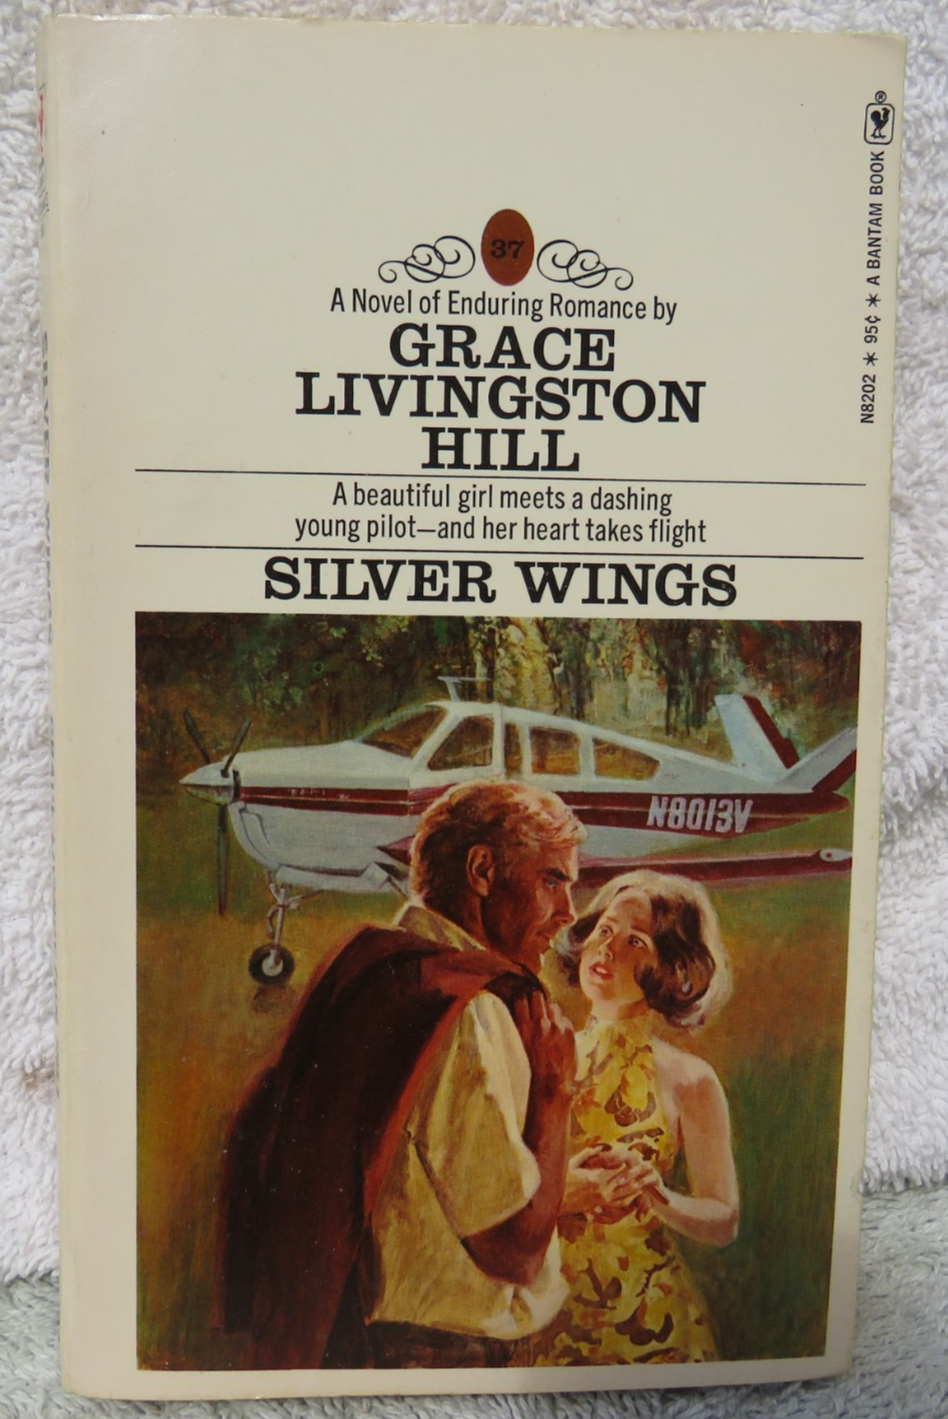 37
A Novel of Enduring Romance by
GRACE
LIVINGSTON
HILL
A beautiful girl meets a dashing
young pilot—and her heart takes flight
SILVER WINGS
N8013V
N8202 * 95¢ * A BANTAM BOOK ®